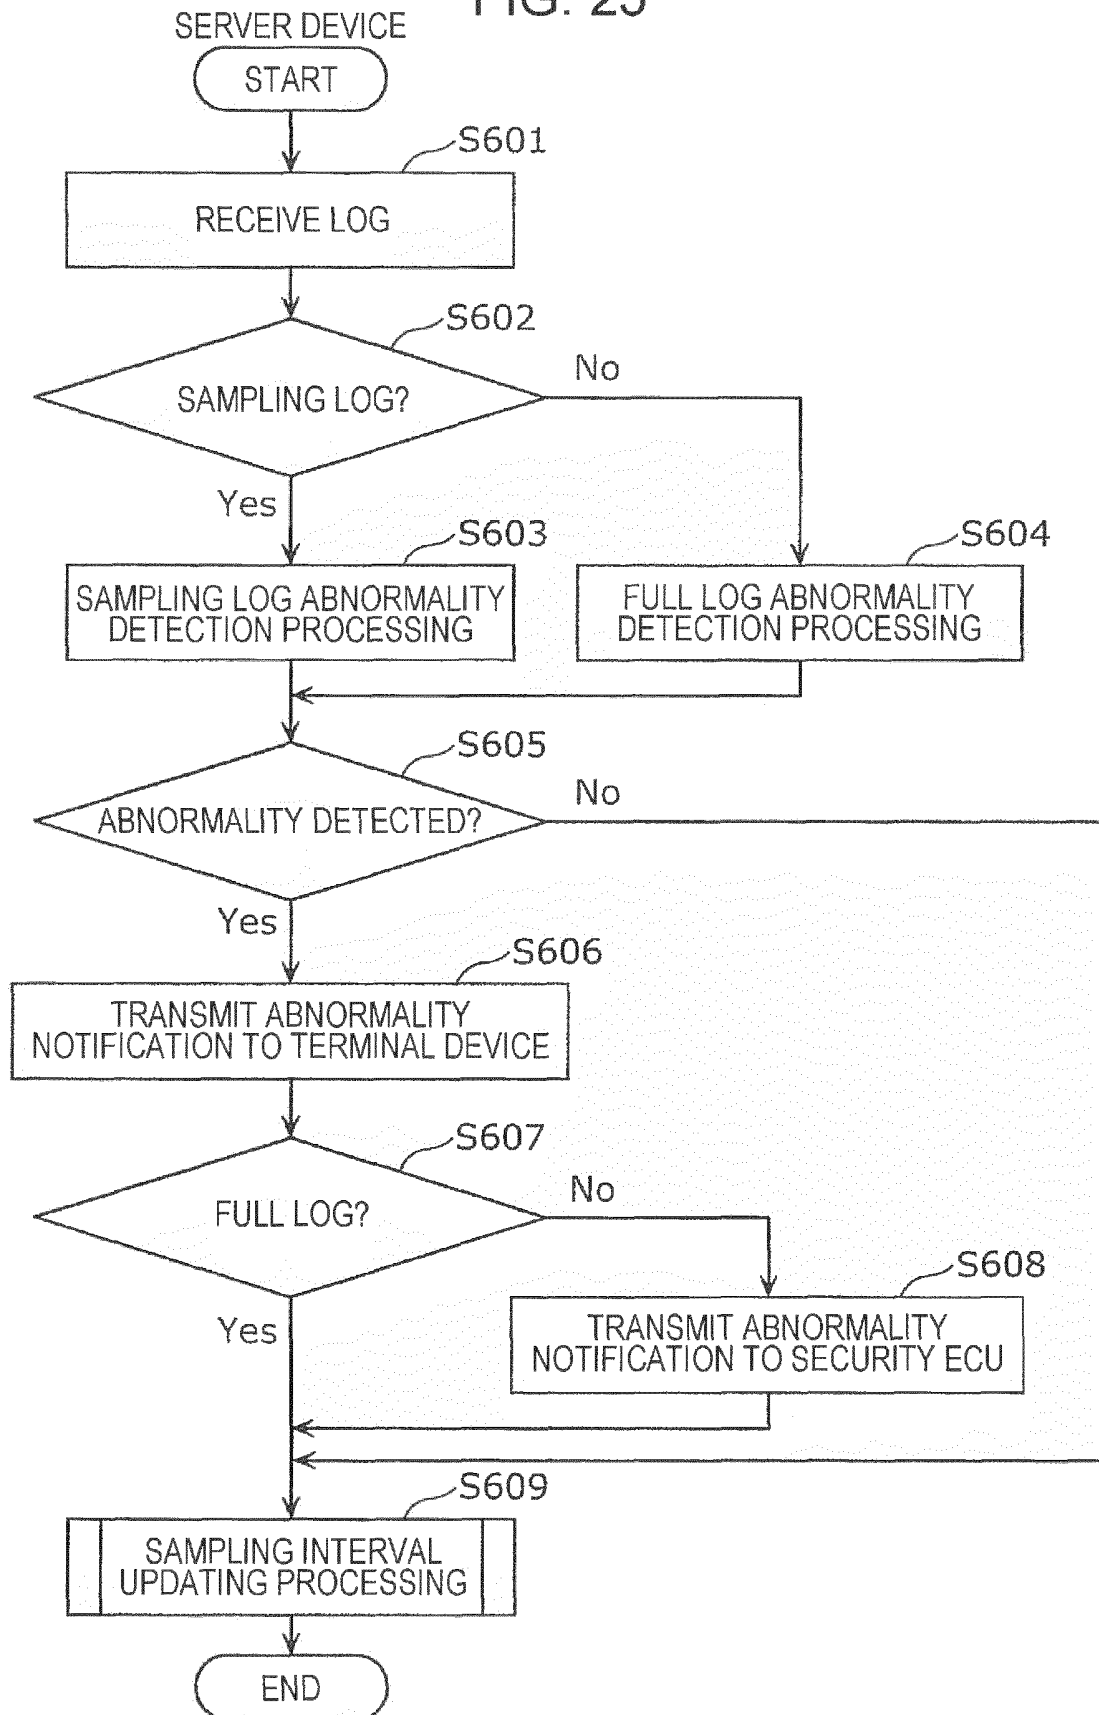 FIG. 25
SERVER DEVICE
START
S601
RECEIVE LOG
S602
SAMPLING LOG?
No
Yes
S603
S604
SAMPLING LOG ABNORMALITY
DETECTION PROCESSING
FULL LOG ABNORMALITY
DETECTION PROCESSING
S605
ABNORMALITY DETECTED?
No
Yes
S606
TRANSMIT ABNORMALITY
NOTIFICATION TO TERMINAL DEVICE
S607
FULL LOG?
No
Yes
S608
TRANSMIT ABNORMALITY
NOTIFICATION TO SECURITY ECU
S609
SAMPLING INTERVAL
UPDATING PROCESSING
END